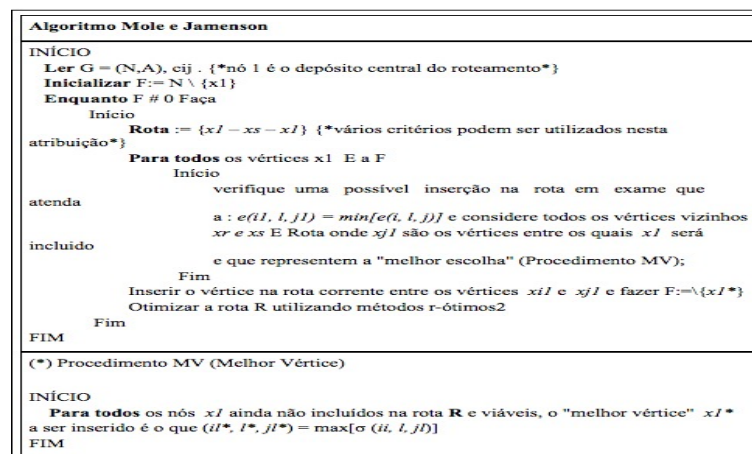 Algoritmo Mole e Jamenson
INÍCIO
Ler G = (N,A), cij . {*nó 1 é o depósito central do roteamento*}
Inicializar F:= N \ {x1}
Enquanto F # 0 Faça
Início
Rota := {x1 – xs – x1} {*vários critérios podem ser utilizados nesta
atribuição*}
Para todos os vértices x1 E a F
Início
verifique uma possível inserção na rota em exame que
atenda
a : e(i1, l, j1) = min[e(i, l, j)] e considere todos os vértices vizinhos
xr e xs E Rota onde xj1 são os vértices entre os quais x1 será
incluido
e que representem a "melhor escolha" (Procedimento MV);
Fim
Inserir o vértice na rota corrente entre os vértices xi1 e xj1 e fazer F:=\{x1*}
Otimizar a rota R utilizando métodos r-ótimos2
Fim
FIM
(*) Procedimento MV (Melhor Vértice)
INÍCIO
Para todos os nós x1 ainda não incluídos na rota R e viáveis, o "melhor vértice" x1*
a ser inserido é o que (il*, l*, jl*) = max[σ (ii, l, jl)]
FIM